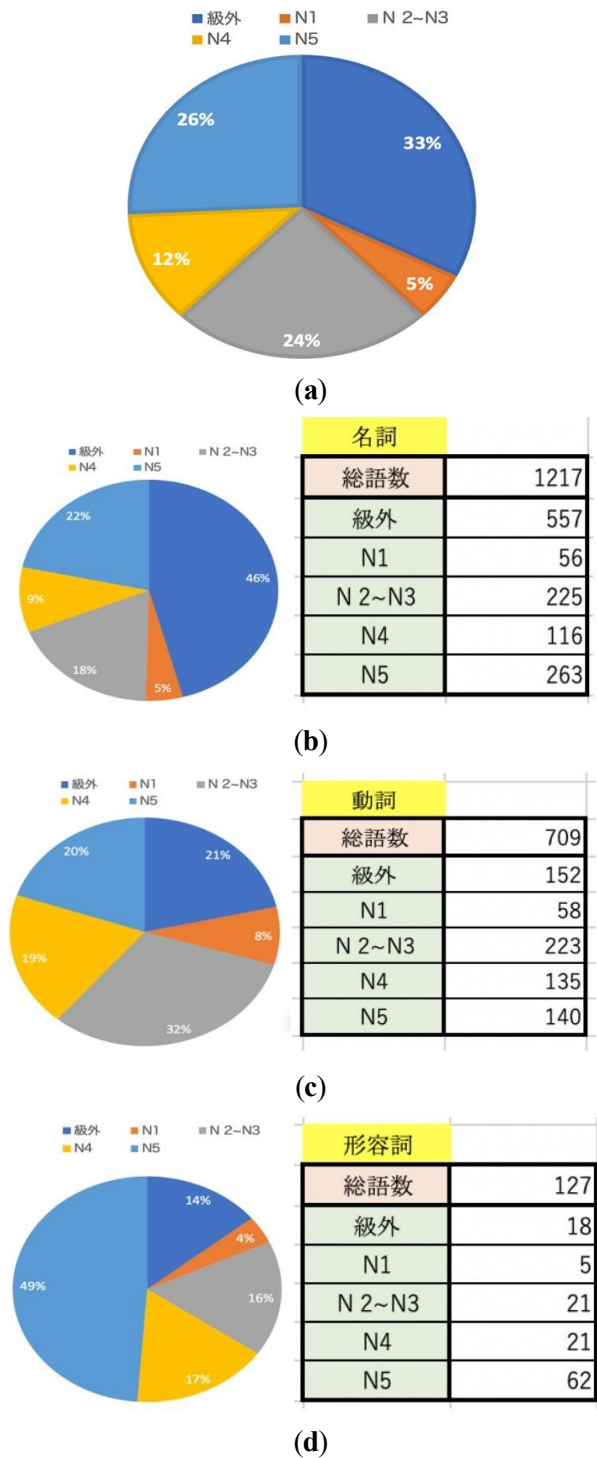 級外 N1 N 2~N3
N4 N5
26%
33%
12%
5%
24%
(a)
級外 N1 N 2~N3
N4 N5
22%
46%
9%
18%
5%
名詞
総語数 1217
級外 557
N1 56
N 2~N3 225
N4 116
N5 263
(b)
級外 N1 N 2~N3
N4 N5
20%
21%
8%
19%
32%
動詞
総語数 709
級外 152
N1 58
N 2~N3 223
N4 135
N5 140
(c)
級外 N1 N 2~N3
N4 N5
14%
4%
49%
16%
17%
形容詞
総語数 127
級外 18
N1 5
N 2~N3 21
N4 21
N5 62
(d)